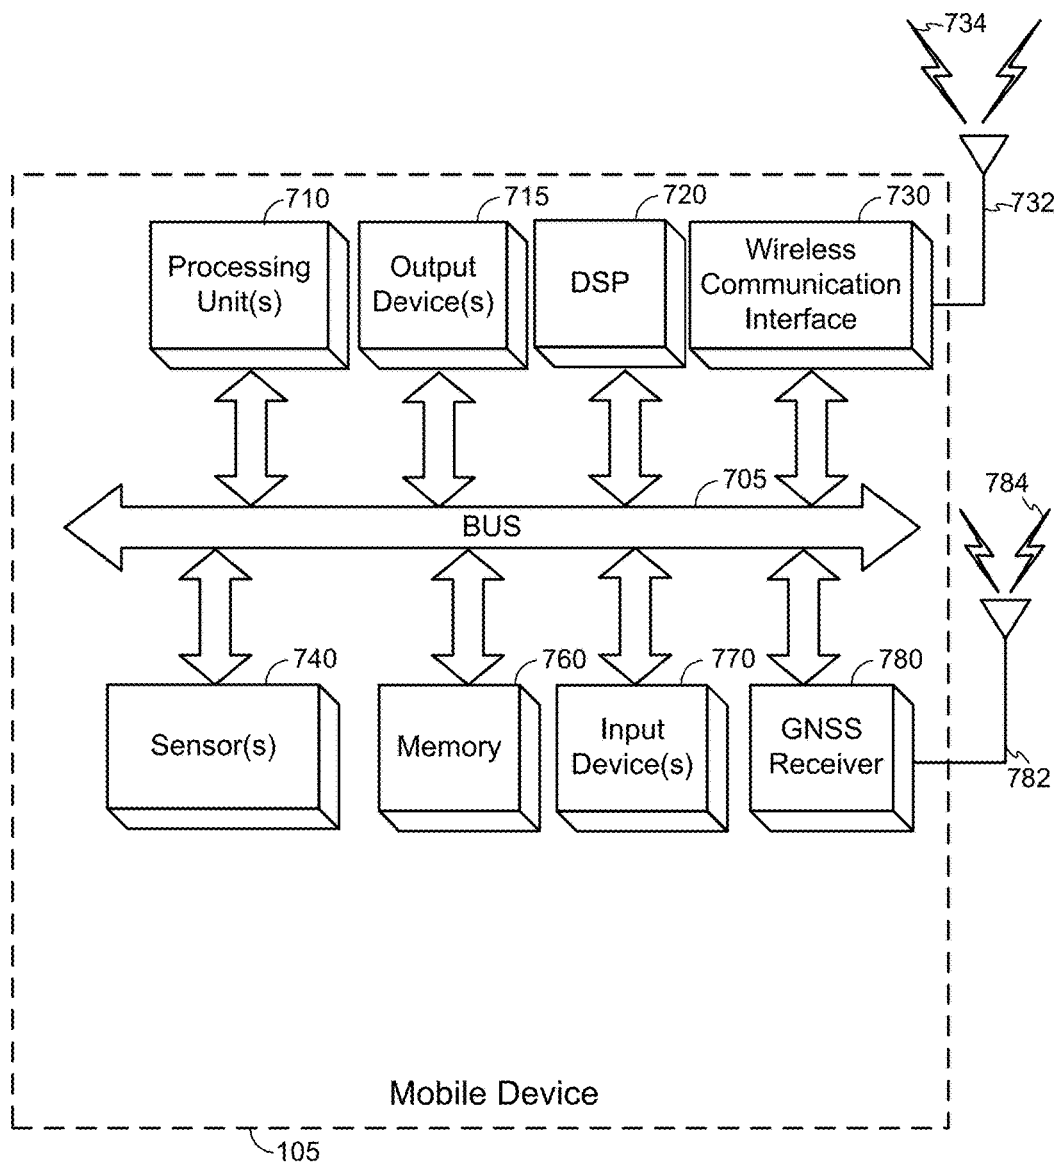 734
732
710
715
720
730
Processing
Unit(s)
Output
Device(s)
DSP
Wireless
Communication
Interface
705
BUS
784
740
760
770
780
Sensor(s)
Memory
Input
Device(s)
GNSS
Receiver
782
Mobile Device
105